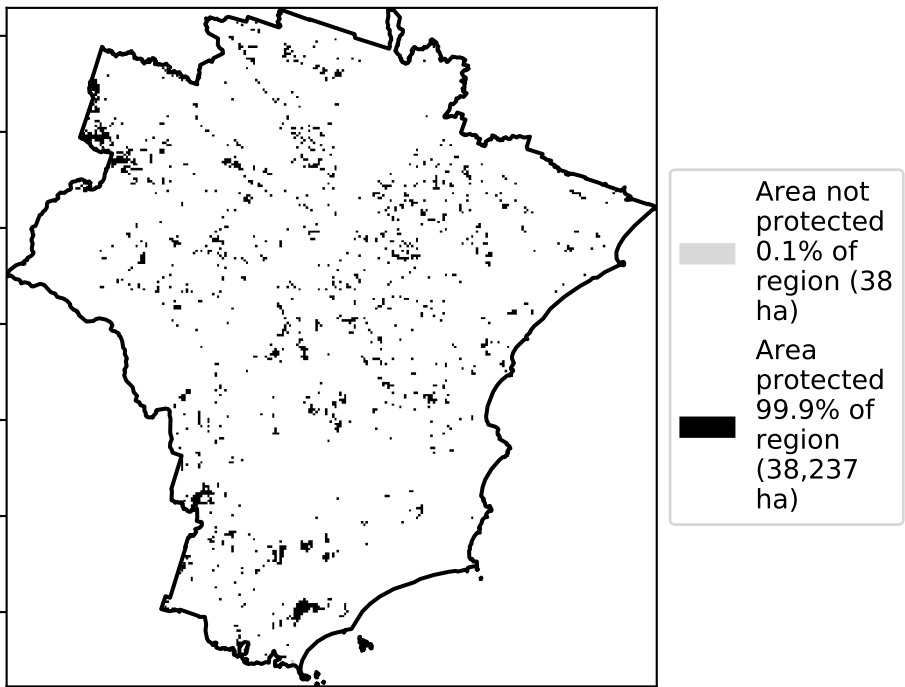 Area not
protected
0.1% of
region (38
ha)
Area
protected
99.9% of
region
(38,237
ha)